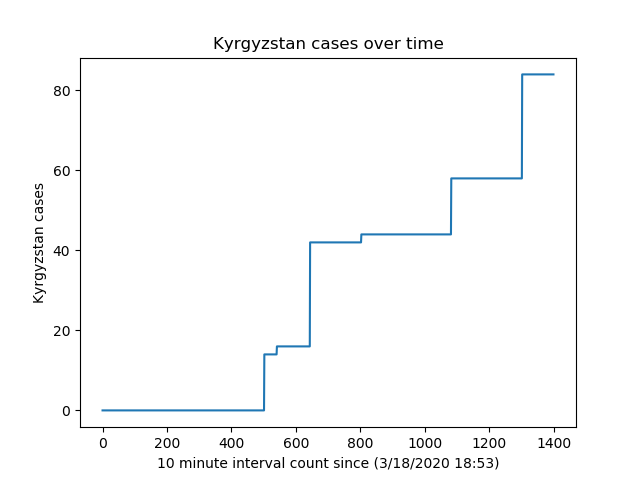 Kyrgyzstan cases over time
Kyrgyzstan cases
80
60
40
20
0
0 200 400 600 800 1000 1200 1400
10 minute interval count since (3/18/2020 18:53)